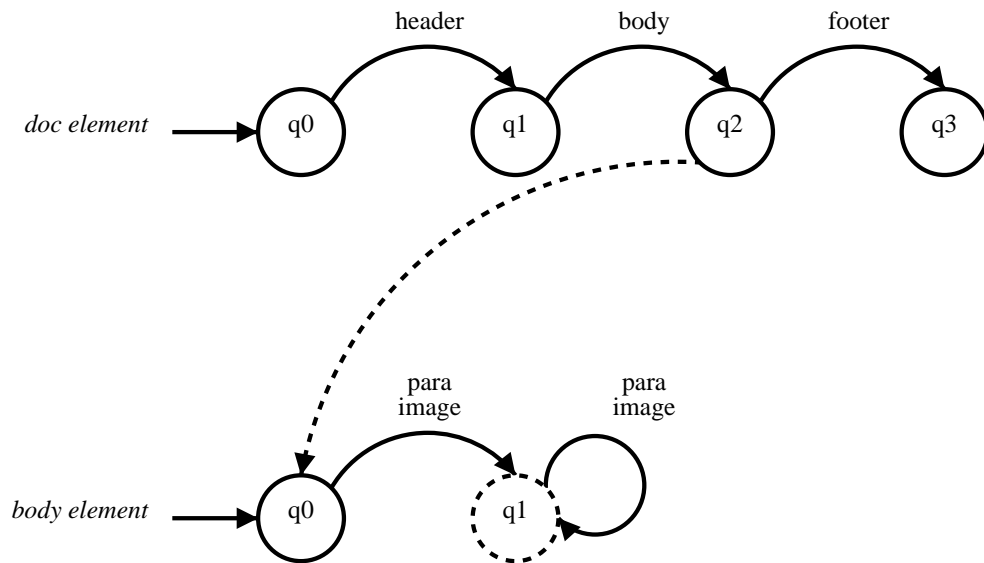 header
body
footer
doc element
q0
q1
q2
q3
para
image
para
image
body element
q0
q1